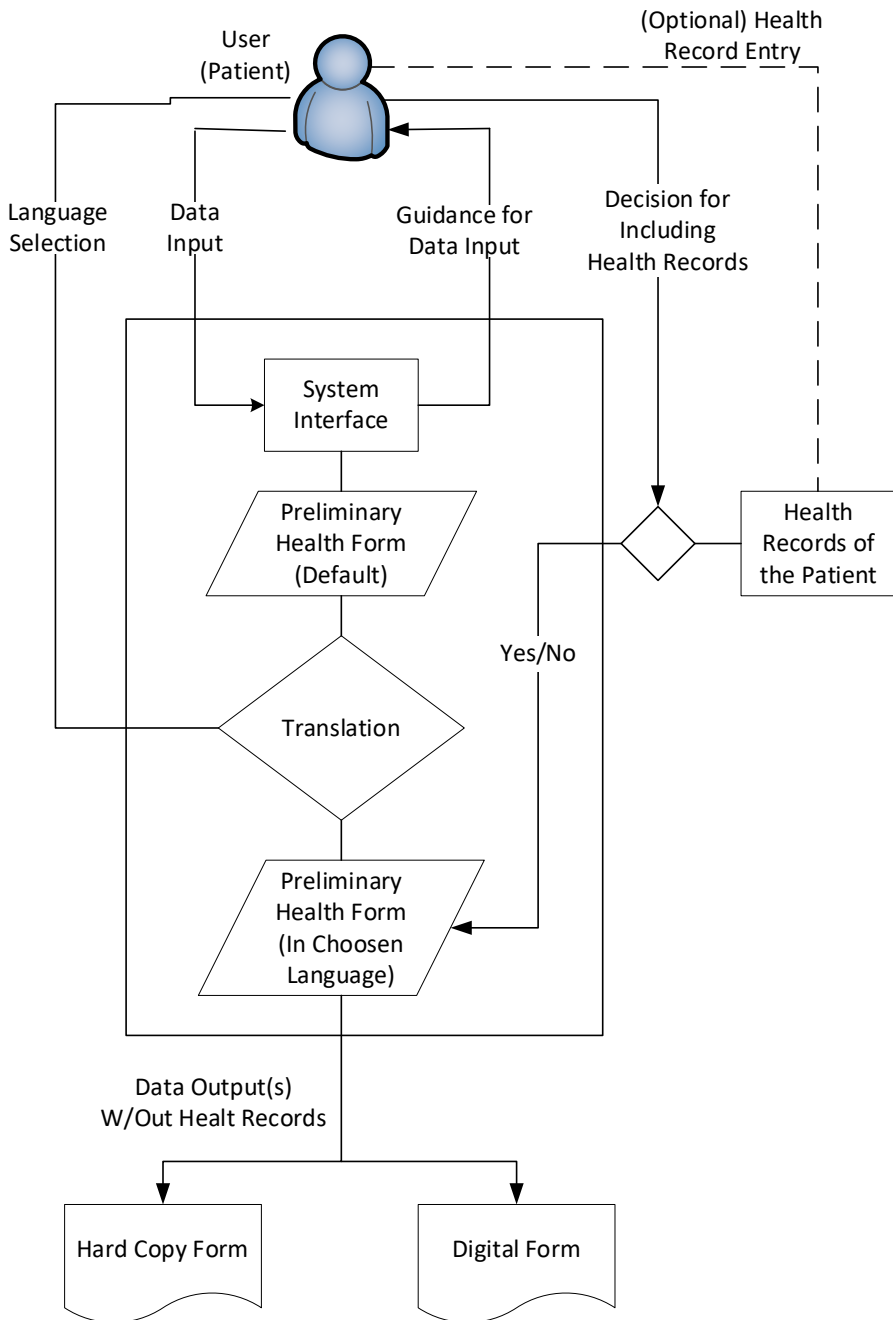 User
(Patient)
(Optional) Health
Record Entry
Language
Selection
Data
Input
Guidance for
Data Input
Decision for
Including
Health Records
System
Interface
Preliminary
Health Form
(Default)
Health
Records of
the Patient
Yes/No
Translation
Preliminary
Health Form
(In Choosen
Language)
Data Output(s)
W/Out Healt Records
Hard Copy Form
Digital Form